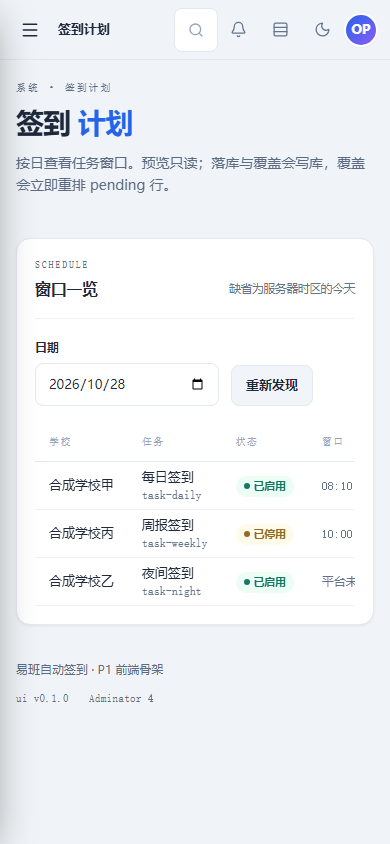 签到计划
OP
系统 • 签到计划
签到 计划
按日查看任务窗口。预览只读；落库与覆盖会写库，覆盖
会立即重排 pending 行。
SCHEDULE
窗口一览
缺省为服务器时区的今天
日期
2026/10/28
重新发现
学校 任务 状态 窗口
合成学校甲 每日签到 已启用 08:10
task-daily
合成学校丙 周报签到 已停用 10:00
task-weekly
合成学校乙 夜间签到 已启用 平台未
task-night
易班自动签到 · P1 前端骨架
ui v0.1.0 Adminator 4